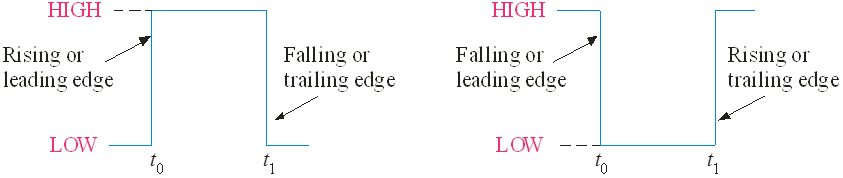 HIGH
Rising or
leading edge
Falling or
trailing edge
LOW
t0
t1
HIGH
Falling or
leading edge
Rising or
trailing edge
LOW
t0
t1